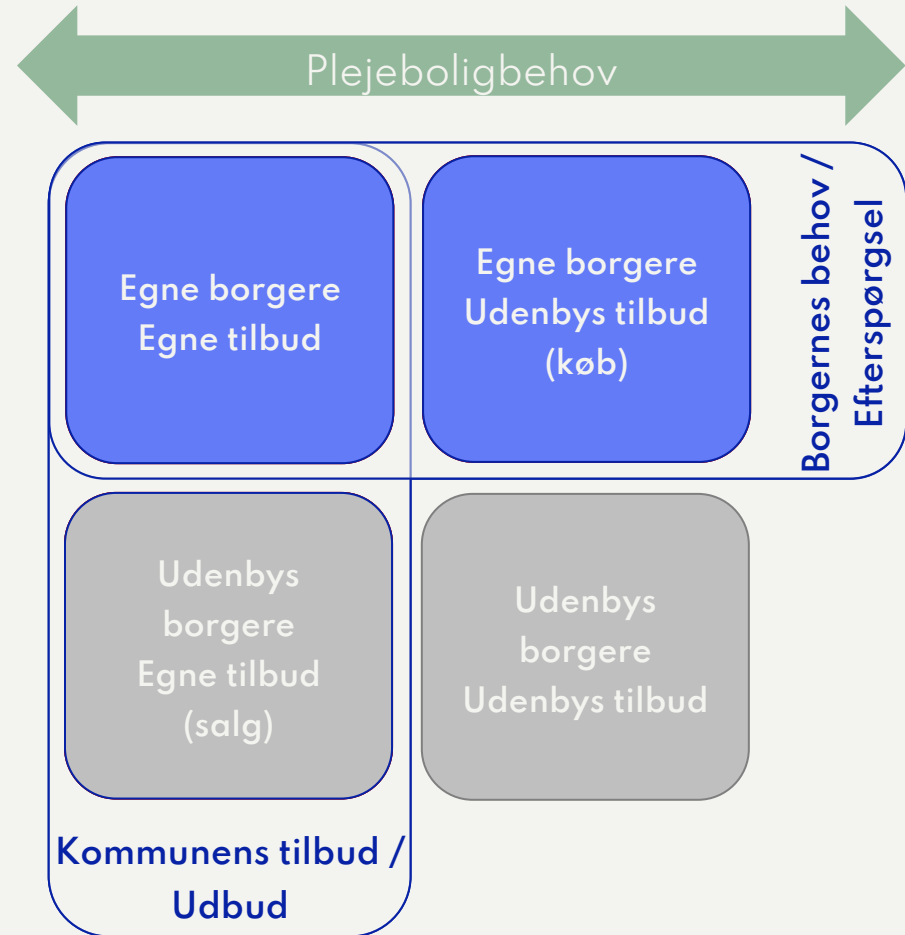 Plejeboligbehov
Egne borgere
Egne tilbud
Egne borgere
Udenbys tilbud
(køb)
Borgernes behov /
Efterspørgsel
Udenbys
borgere
Egne tilbud
(salg)
Udenbys
borgere
Udenbys tilbud
Kommunens tilbud /
Udbud